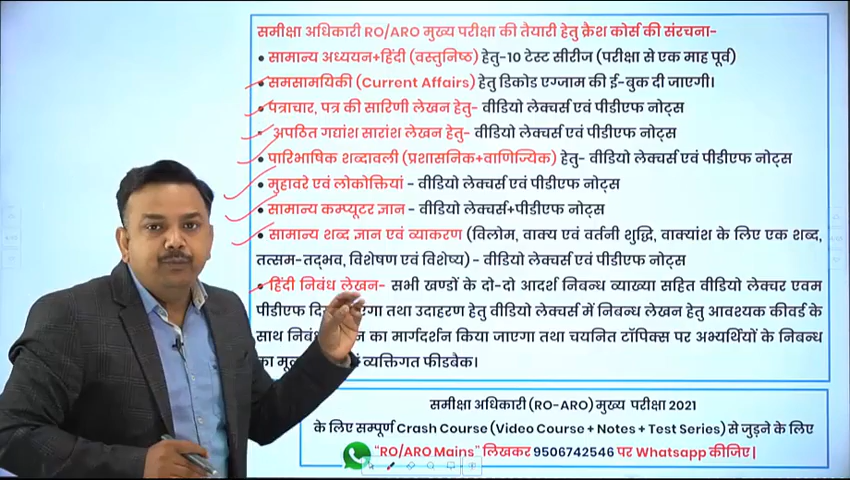 समीक्षा अधिकारी RO/ARO मुख्य परीक्षा की तैयारी हेतु क्रैश कोर्स की संरचना-
• सामान्य अध्ययन+हिंदी (वस्तुनिष्ठ) हेतु-10 टेस्ट सीरीज (परीक्षा से एक माह पूर्व)
• समसामयिकी (Current Affairs) हेतु डिकोड एग्जाम की ई-बुक दी जाएगी।
• पत्राचार, पत्र की सारिणी लेखन हेतु- वीडियो लेक्चर्स एवं पीडीएफ नोट्स
• अपठित गद्यांश सारांश लेखन हेतु- वीडियो लेक्चर्स एवं पीडीएफ नोट्स
• पारिभाषिक शब्दावली (प्रशासनिक+वाणिज्यिक) हेतु- वीडियो लेक्चर्स एवं पीडीएफ नोट्स
• मुहावरे एवं लोकोक्तियां - वीडियो लेक्चर्स एवं पीडीएफ नोट्स
• सामान्य कम्प्यूटर ज्ञान - वीडियो लेक्चर्स+पीडीएफ नोट्स
• सामान्य शब्द ज्ञान एवं व्याकरण (विलोम, वाक्य एवं वर्तनी शुद्धि, वाक्यांश के लिए एक शब्द,
तत्सम-तद्भव, विशेषण एवं विशेष्य) - वीडियो लेक्चर्स एवं पीडीएफ नोट्स
• हिंदी निबंध लेखन- सभी खण्डों के दो-दो आदर्श निबन्ध व्याख्या सहित वीडियो लेक्चर एवम
पीडीएफ तथा उदाहरण हेतु वीडियो लेक्चर्स में निबन्ध लेखन हेतु आवश्यक कीवर्ड के
साथ का मार्गदर्शन किया जाएगा तथा चयनित टॉपिक्स पर अभ्यर्थियों के निबन्ध
का व्यक्तिगत फीडबैक।
समीक्षा अधिकारी (RO-ARO) मुख्य परीक्षा 2021
के लिए सम्पूर्ण Crash Course (Video Course + Notes + Test Series) से जुड़ने के लिए
"RO/ARO Mains" लिखकर 9506742546 पर Whatsapp कीजिए|